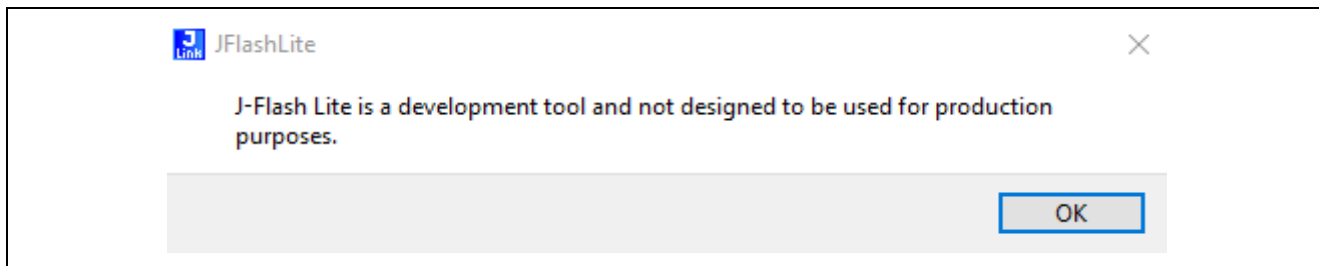 J Link JFlashLite
J-Flash Lite is a development tool and not designed to be used for production
purposes.
OK